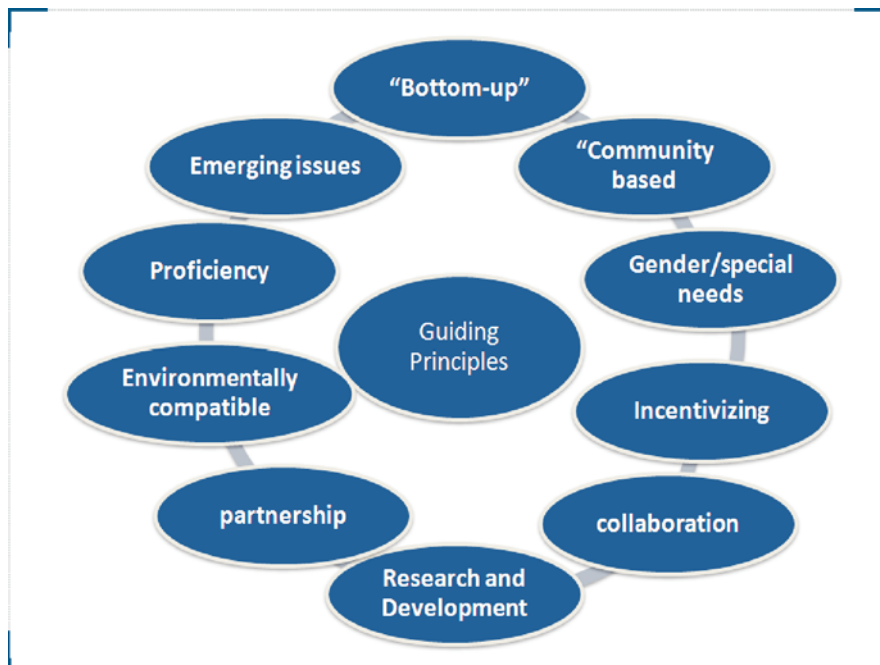 “Bottom-up”
“Community
based
Gender/special
needs
Incentivizing
collaboration
Research and
Development
partnership
Environmentally
compatible
Proficiency
Emerging issues
Guiding
Principles